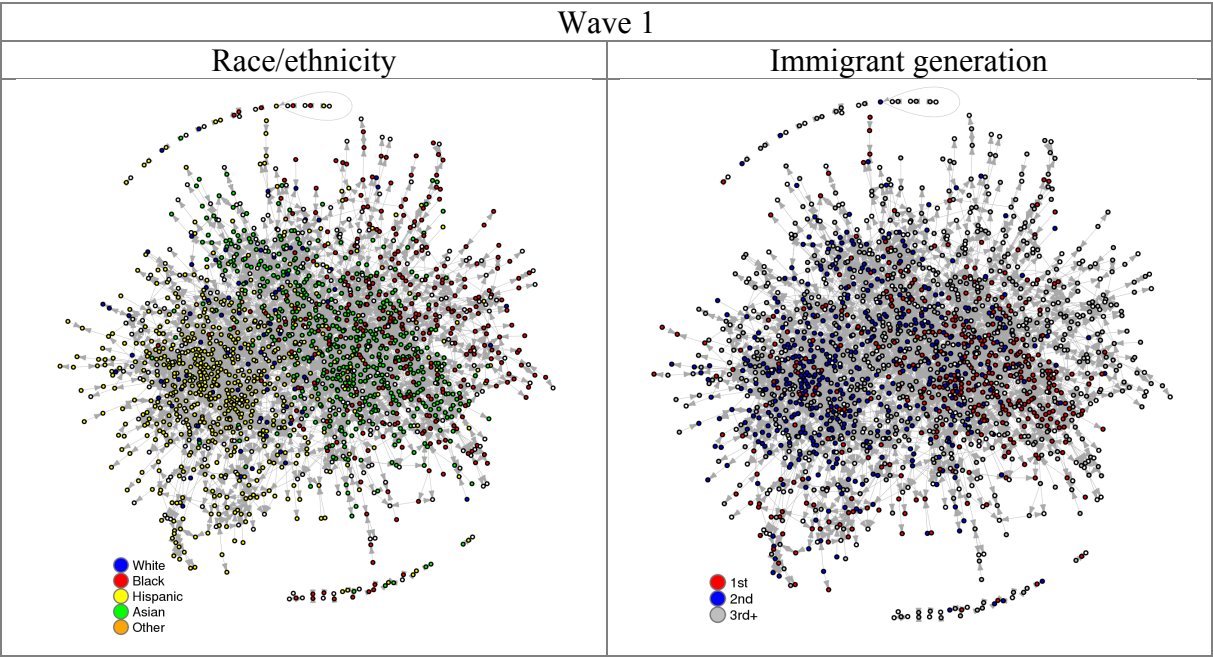 Wave 1
Race/ethnicity
Immigrant generation
White
Black
Hispanic
Asian
Other
1st
2nd
3rd+